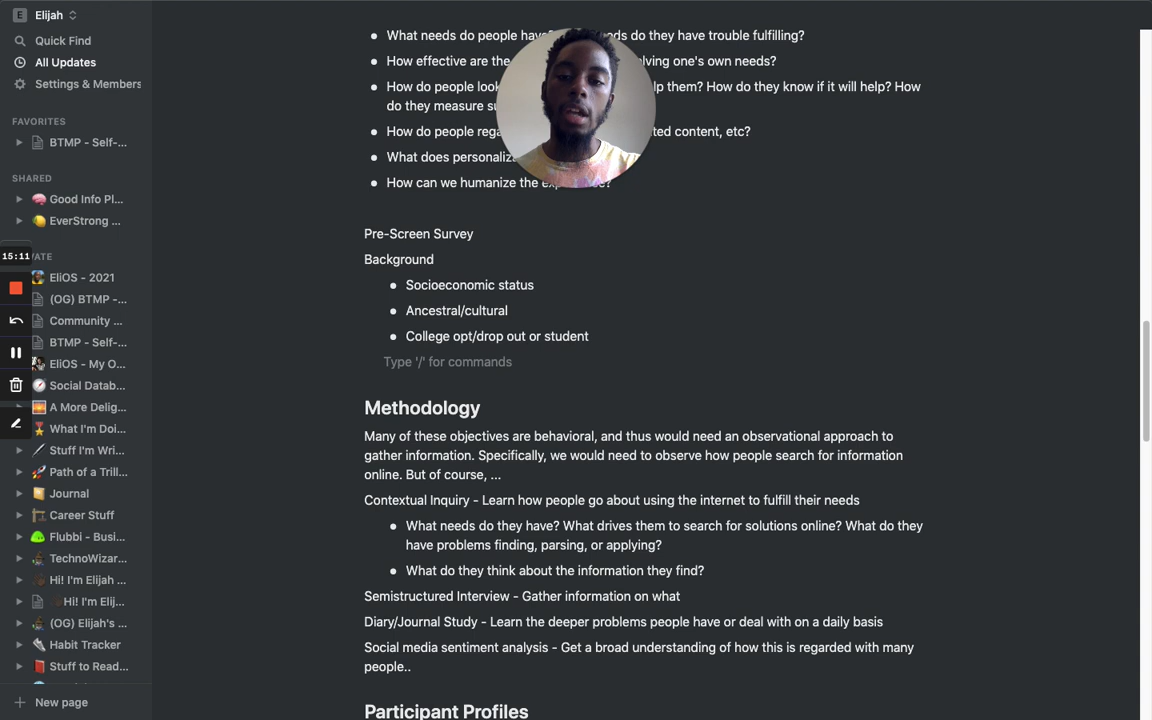 E Elijah
Quick Find
All Updates
Settings & Members
FAVORITES
BTMP - Self-...
SHARED
Good Info Pl...
EverStrong ...
15:11
VATE
EliOS - 2021
(OG) BTMP -...
Community ...
BTMP - Self-...
EliOS - My O...
Social Datab...
A More Delig...
What I'm Doi...
Stuff I'm Wri...
Path of a Trill...
Journal
Career Stuff
Flubbi - Busi...
TechnoWizar...
Hi! I'm Elijah ...
Hi! I'm Elij...
(OG) Elijah's ...
Habit Tracker
Stuff to Read...
New page
What needs do people have do they have trouble fulfilling?
How effective are the one's own needs?
How do people look them? How do they know if it will help? How
do they measure
How do people content, etc?
What does
How can we humanize the
Pre-Screen Survey
Background
Socioeconomic status
Ancestral/cultural
College opt/drop out or student
Type '/' for commands
Methodology
Many of these objectives are behavioral, and thus would need an observational approach to
gather information. Specifically, we would need to observe how people search for information
online. But of course, ...
Contextual Inquiry - Learn how people go about using the internet to fulfill their needs
What needs do they have? What drives them to search for solutions online? What do they
have problems finding, parsing, or applying?
What do they think about the information they find?
Semistructured Interview - Gather information on what
Diary/Journal Study - Learn the deeper problems people have or deal with on a daily basis
Social media sentiment analysis - Get a broad understanding of how this is regarded with many
people..
Participant Profiles